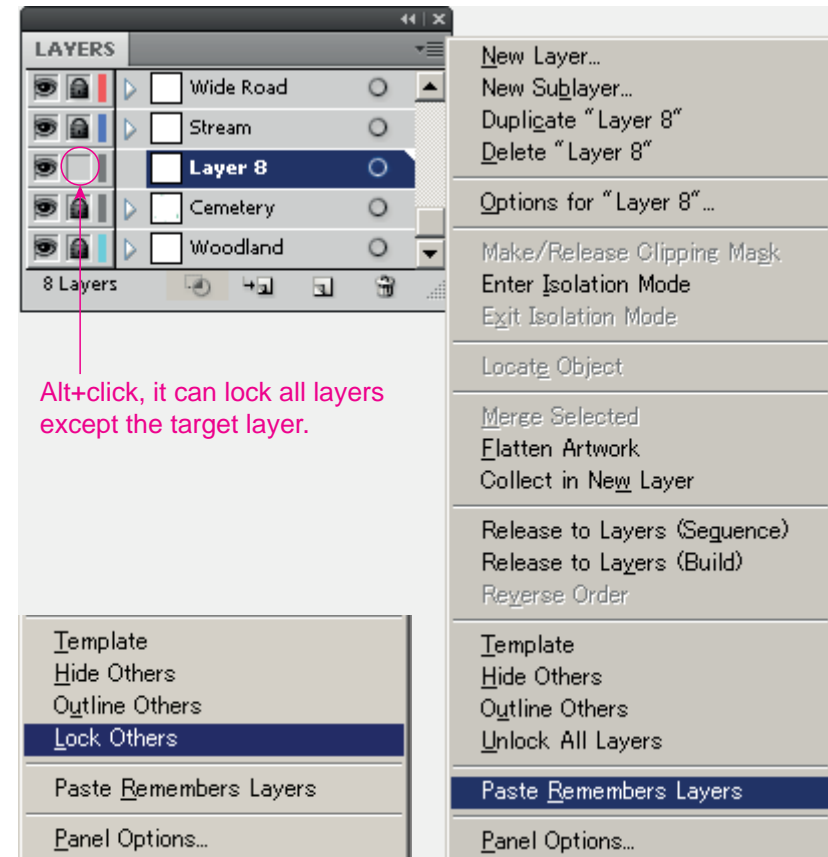 LAYERS
Wide Road
Stream
Layer 8
Cemetery
Woodland
8 Layers
Alt+click, it can lock all layers
except the target layer.
Template
Hide Others
Outline Others
Lock Others
Paste Remembers Layers
Panel Options...
New Layer...
New Sublayer...
Duplicate "Layer 8"
Delete "Layer 8"
Options for "Layer 8"...
Make/Release Clipping Mask
Enter Isolation Mode
Exit Isolation Mode
Locate Object
Merge Selected
Flatten Artwork
Collect in New Layer
Release to Layers (Sequence)
Release to Layers (Build)
Reverse Order
Template
Hide Others
Outline Others
Unlock All Layers
Paste Remembers Layers
Panel Options...